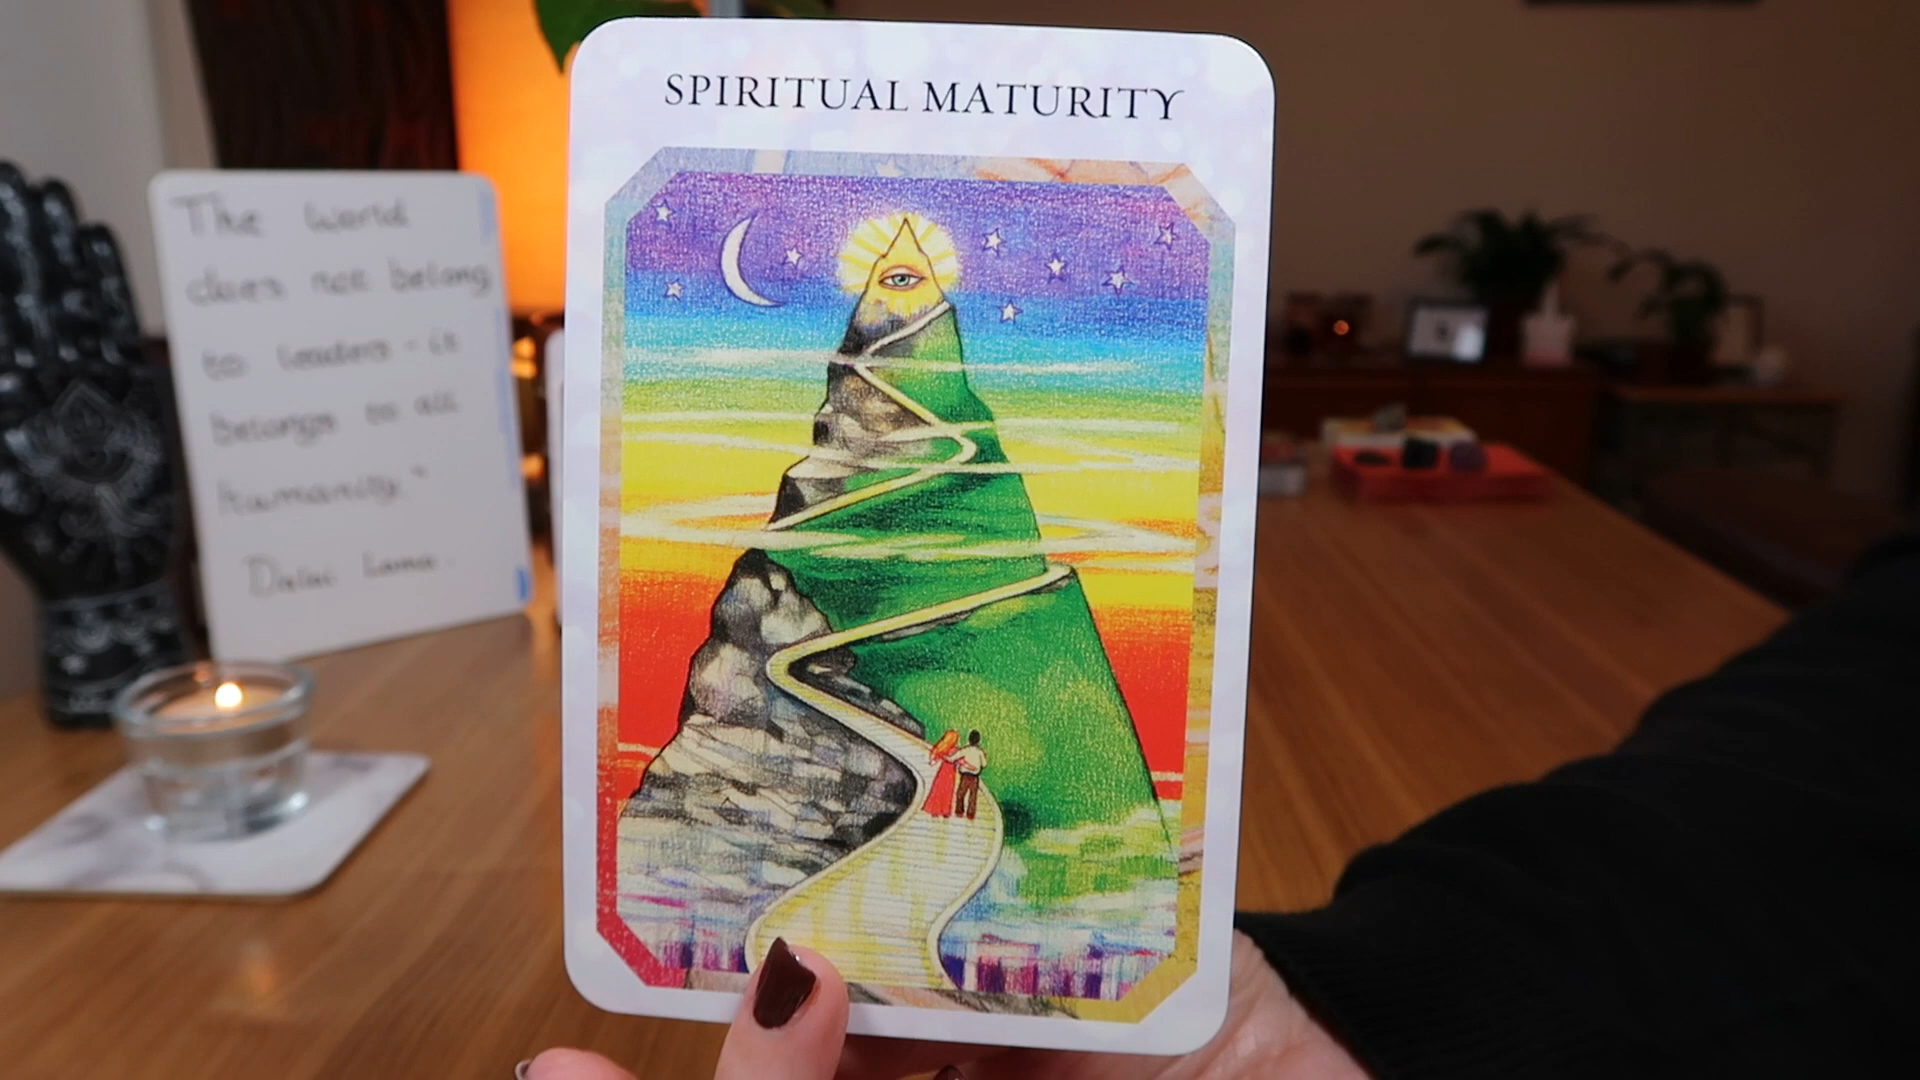 SPIRITUAL MATURITY
The world
does not belong
to leaders - it
belongs to all
humanity."
Dalai Lama.